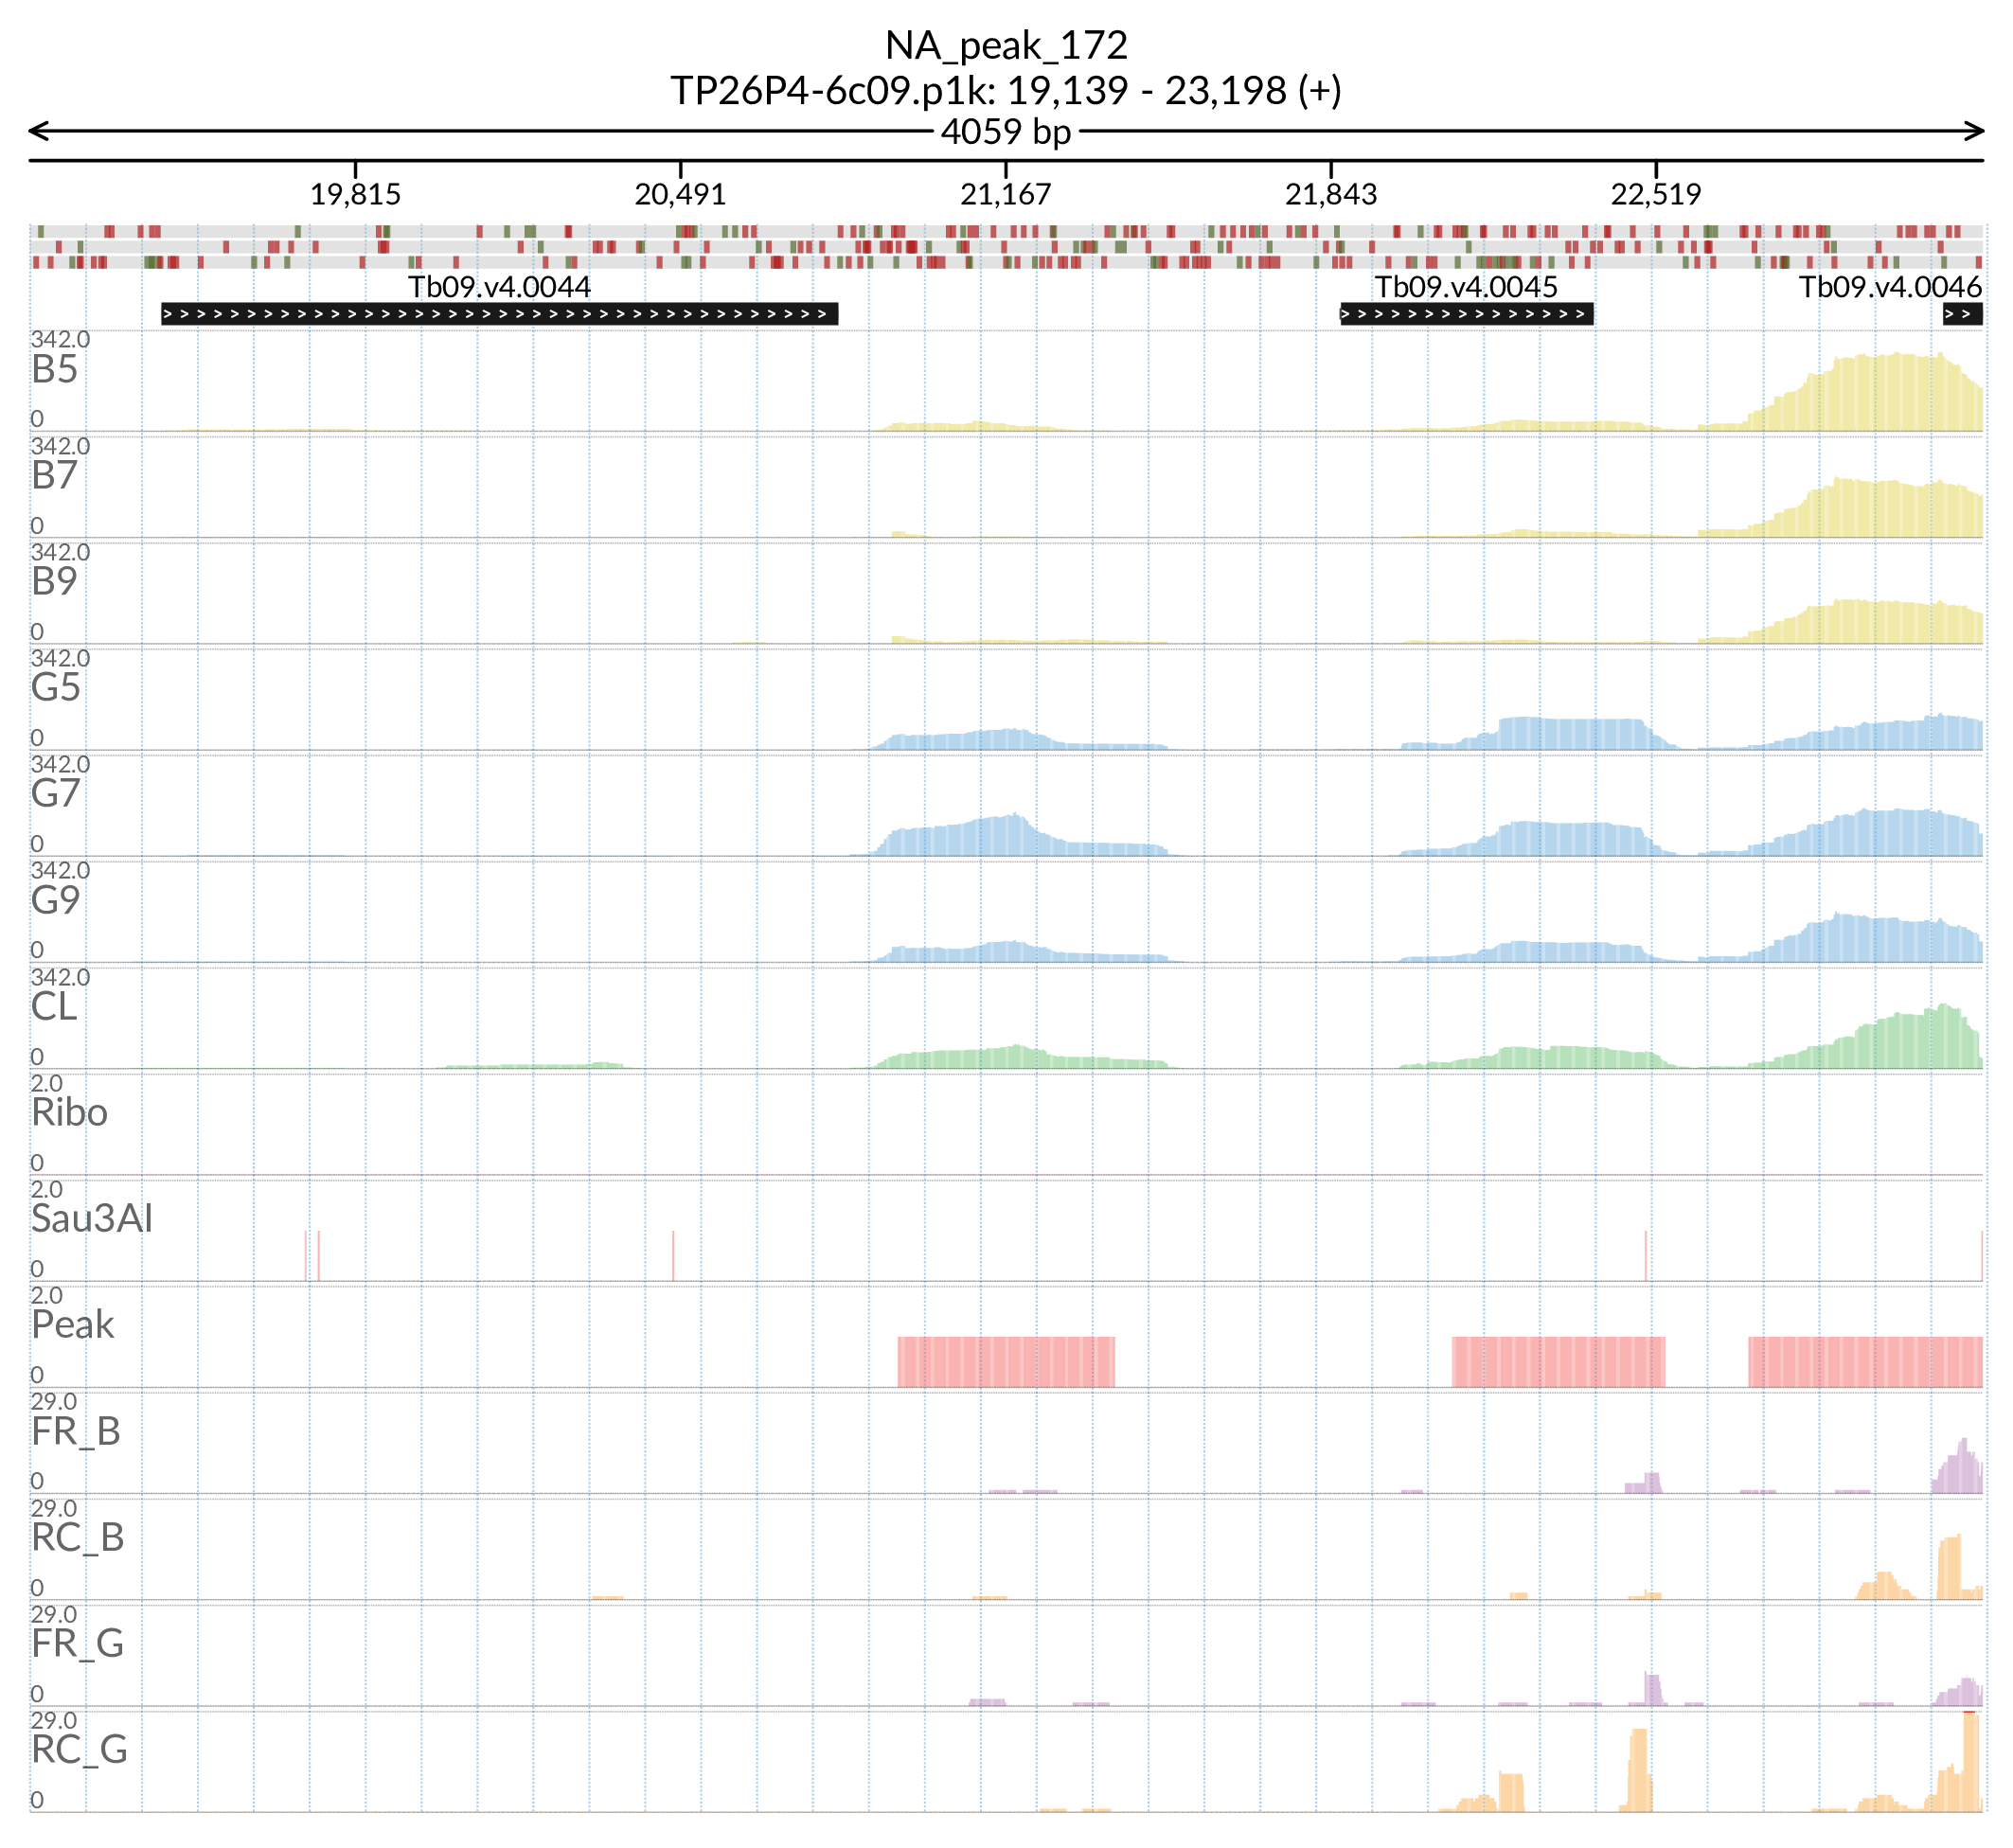 NA_peak_172
TP26P4-6c09.p1k: 19,139 - 23,198 (+)
4059 bp
19,815 20,491 21,167 21,843 22,519
Tb09.v4.0044 Tb09.v4.0045 Tb09.v4.0046
342.0
B5
0
342.0
B7
0
342.0
B9
0
342.0
G5
0
342.0
G7
0
342.0
G9
0
342.0
CL
0
2.0
Ribo
0
2.0
Sau3AI
0
2.0
Peak
0
29.0
FR_B
0
29.0
RC_B
0
29.0
FR_G
0
29.0
RC_G
0